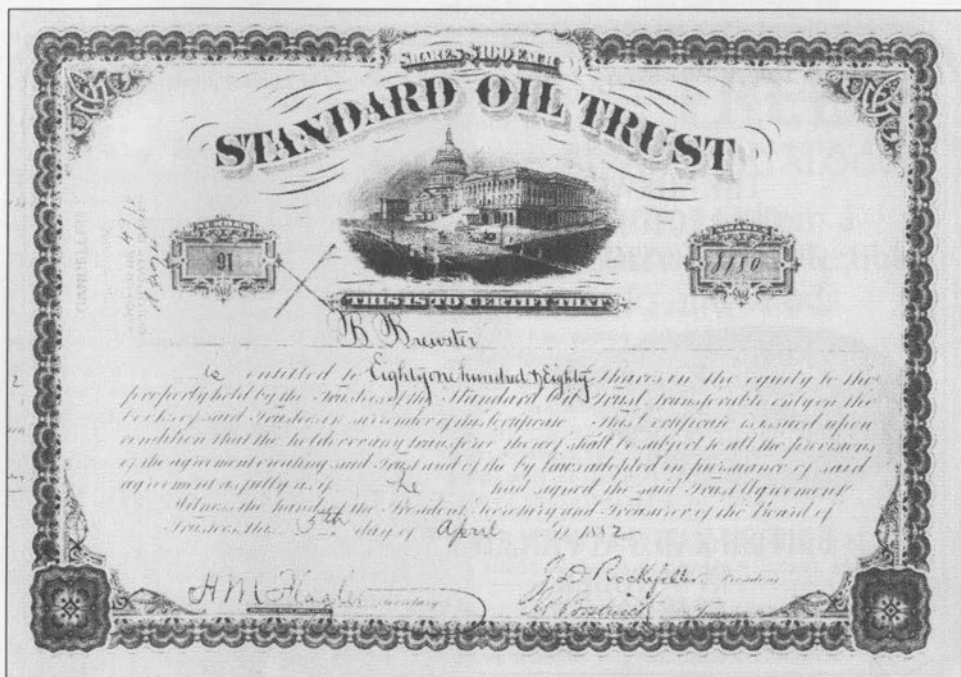 SHARES $100 EACH
STANDARD OIL TRUST
16
8180
THIS IS TO CERTIFY THAT
B Brewster
is entitled to Eighty one hundred & Eighty shares in the equity to the
property held by the Trustees of the Standard Oil Trust, transferable only on the
books of said Trustees on surrender of this Certificate. This Certificate is issued upon
condition that the holder or any transferee thereof shall be subject to all the provisions
of the agreement creating said Trust and of the by laws adopted in pursuance of said
agreement as fully as if he had signed the said Trust Agreement
Witness the hands of the President, Secretary and Treasurer of the Board of
Trustees this 5th day of April 1882
J D Rockefeller President
H M Flagler Secretary
Treasurer